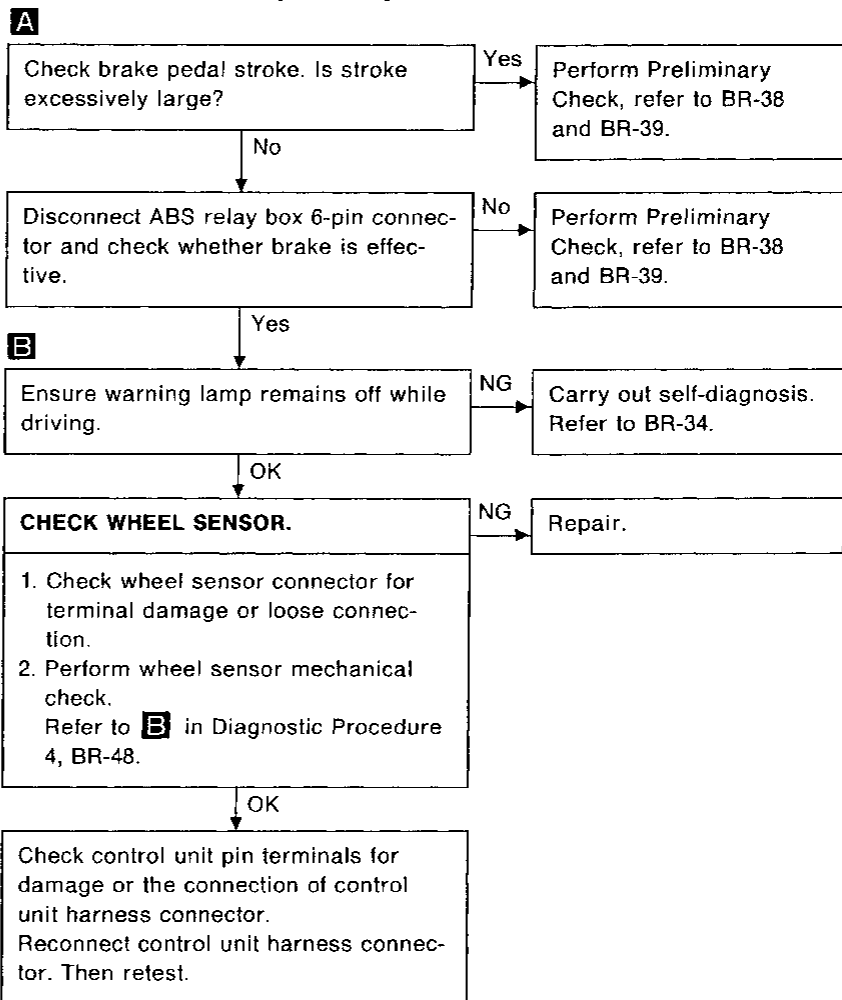 A
Check brake pedal stroke. Is stroke
excessively large?
Yes
Perform Preliminary
Check, refer to BR-38
and BR-39.
No
Disconnect ABS relay box 6-pin connec-
tor and check whether brake is effec-
tive.
No
Perform Preliminary
Check, refer to BR-38
and BR-39.
Yes
B
Ensure warning lamp remains off while
driving.
NG
Carry out self-diagnosis.
Refer to BR-34.
OK
CHECK WHEEL SENSOR.
NG
Repair.
1. Check wheel sensor connector for
terminal damage or loose connec-
tion.
2. Perform wheel sensor mechanical
check.
Refer to B in Diagnostic Procedure
4, BR-48.
OK
Check control unit pin terminals for
damage or the connection of control
unit harness connector.
Reconnect control unit harness connec-
tor. Then retest.